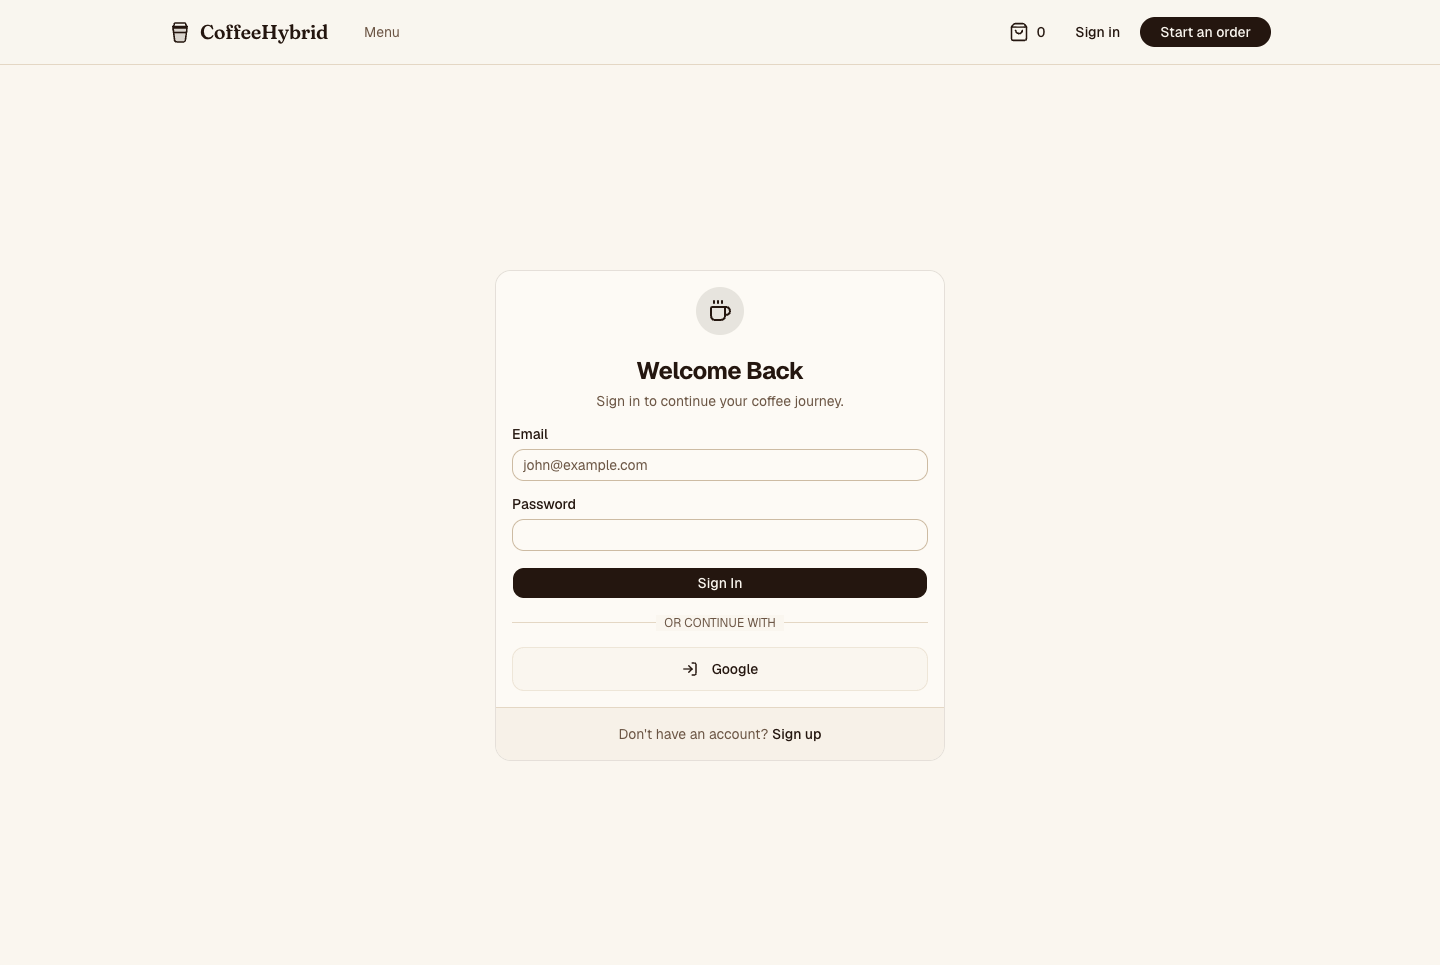 CoffeeHybrid
Menu
0
Sign in
Start an order
Welcome Back
Sign in to continue your coffee journey.
Email
john@example.com
Password
Sign In
OR CONTINUE WITH
Google
Don't have an account? Sign up